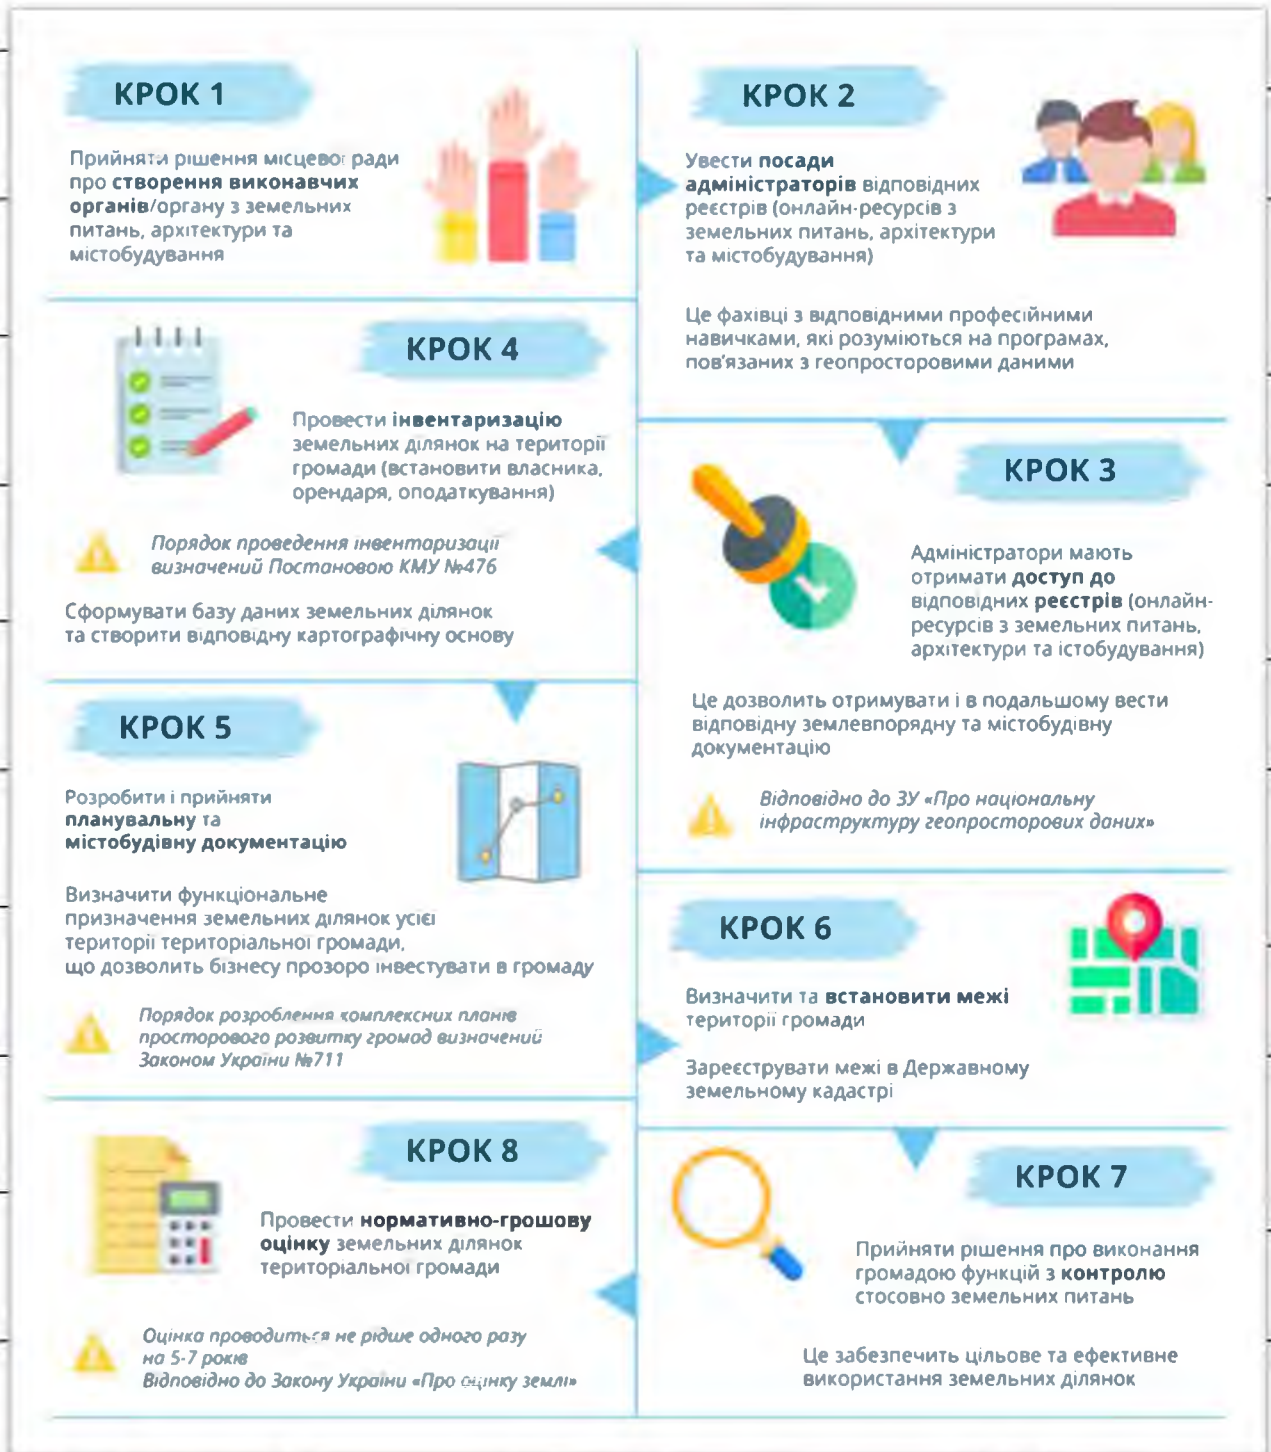 КРОК 1
Прийняти рішення місцевої ради
про створення виконавчих
органів/органу з земельних
питань, архітектури та
містобудування
КРОК 2
Увести посади
адміністраторів відповідних
реєстрів (онлайн-ресурсів з
земельних питань, архітектури
та містобудування)
Це фахівці з відповідними професійними
навичками, які розуміються на програмах,
пов'язаних з геопросторовими даними
КРОК 3
Адміністратори мають
отримати доступ до
відповідних реєстрів (онлайн-
ресурсів з земельних питань,
архітектури та істобудування)
Це дозволить отримувати і в подальшому вести
відповідну землевпорядну та містобудівну
документацію
Відповідно до ЗУ «Про національну
інфраструктуру геопросторових даних»
КРОК 4
Провести інвентаризацію
земельних ділянок на території
громади (встановити власника,
орендаря, оподаткування)
Порядок проведення інвентаризації
визначений Постановою КМУ №476
Сформувати базу даних земельних ділянок
та створити відповідну картографічну основу
КРОК 5
Розробити і прийняти
планувальну та
містобудівну документацію
Визначити функціональне
призначення земельних ділянок усієї
території територіальної громади,
що дозволить бізнесу прозоро інвестувати в громаду
Порядок розроблення комплексних планів
просторового розвитку громад визначений
Законом України №711
КРОК 6
Визначити та встановити межі
території громади
Зареєструвати межі в Державному
земельному кадастрі
КРОК 7
Прийняти рішення про виконання
громадою функцій з контролю
стосовно земельних питань
Це забезпечить цільове та ефективне
використання земельних ділянок
КРОК 8
Провести нормативно-грошову
оцінку земельних ділянок
територіальної громади
Оцінка проводиться не рідше одного разу
на 5-7 років
Відповідно до Закону України «Про оцінку землі»